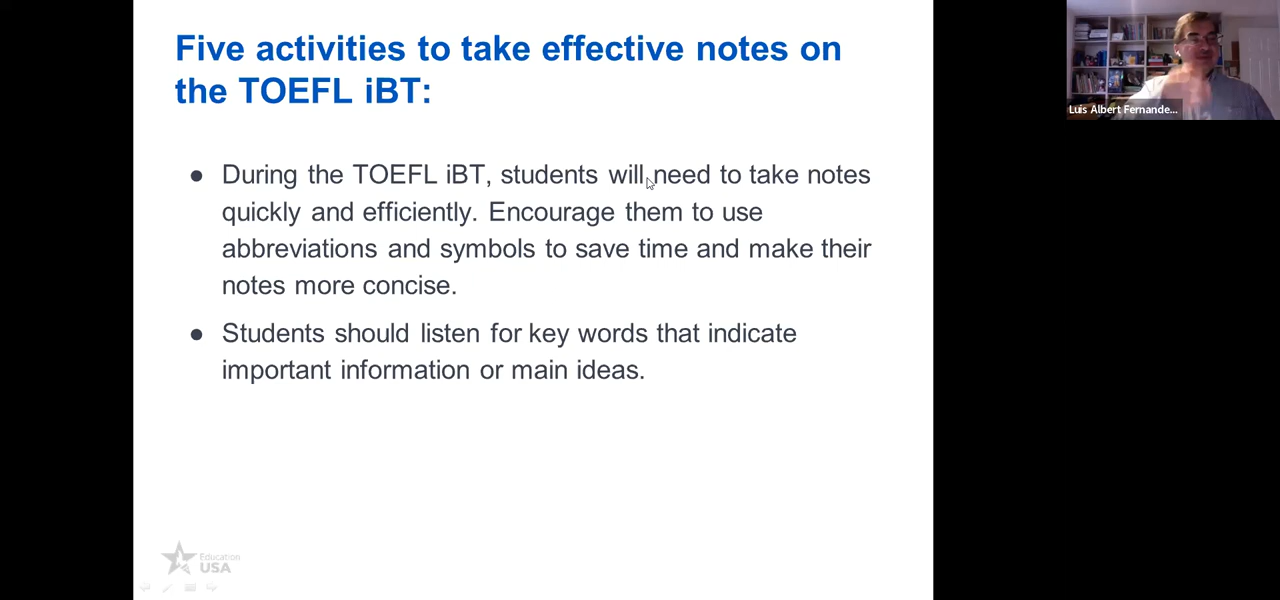 Five activities to take effective notes on
the TOEFL iBT:
● During the TOEFL iBT, students will need to take notes
quickly and efficiently. Encourage them to use
abbreviations and symbols to save time and make their
notes more concise.
● Students should listen for key words that indicate
important information or main ideas.
Education
USA
Luis Albert Fernande...